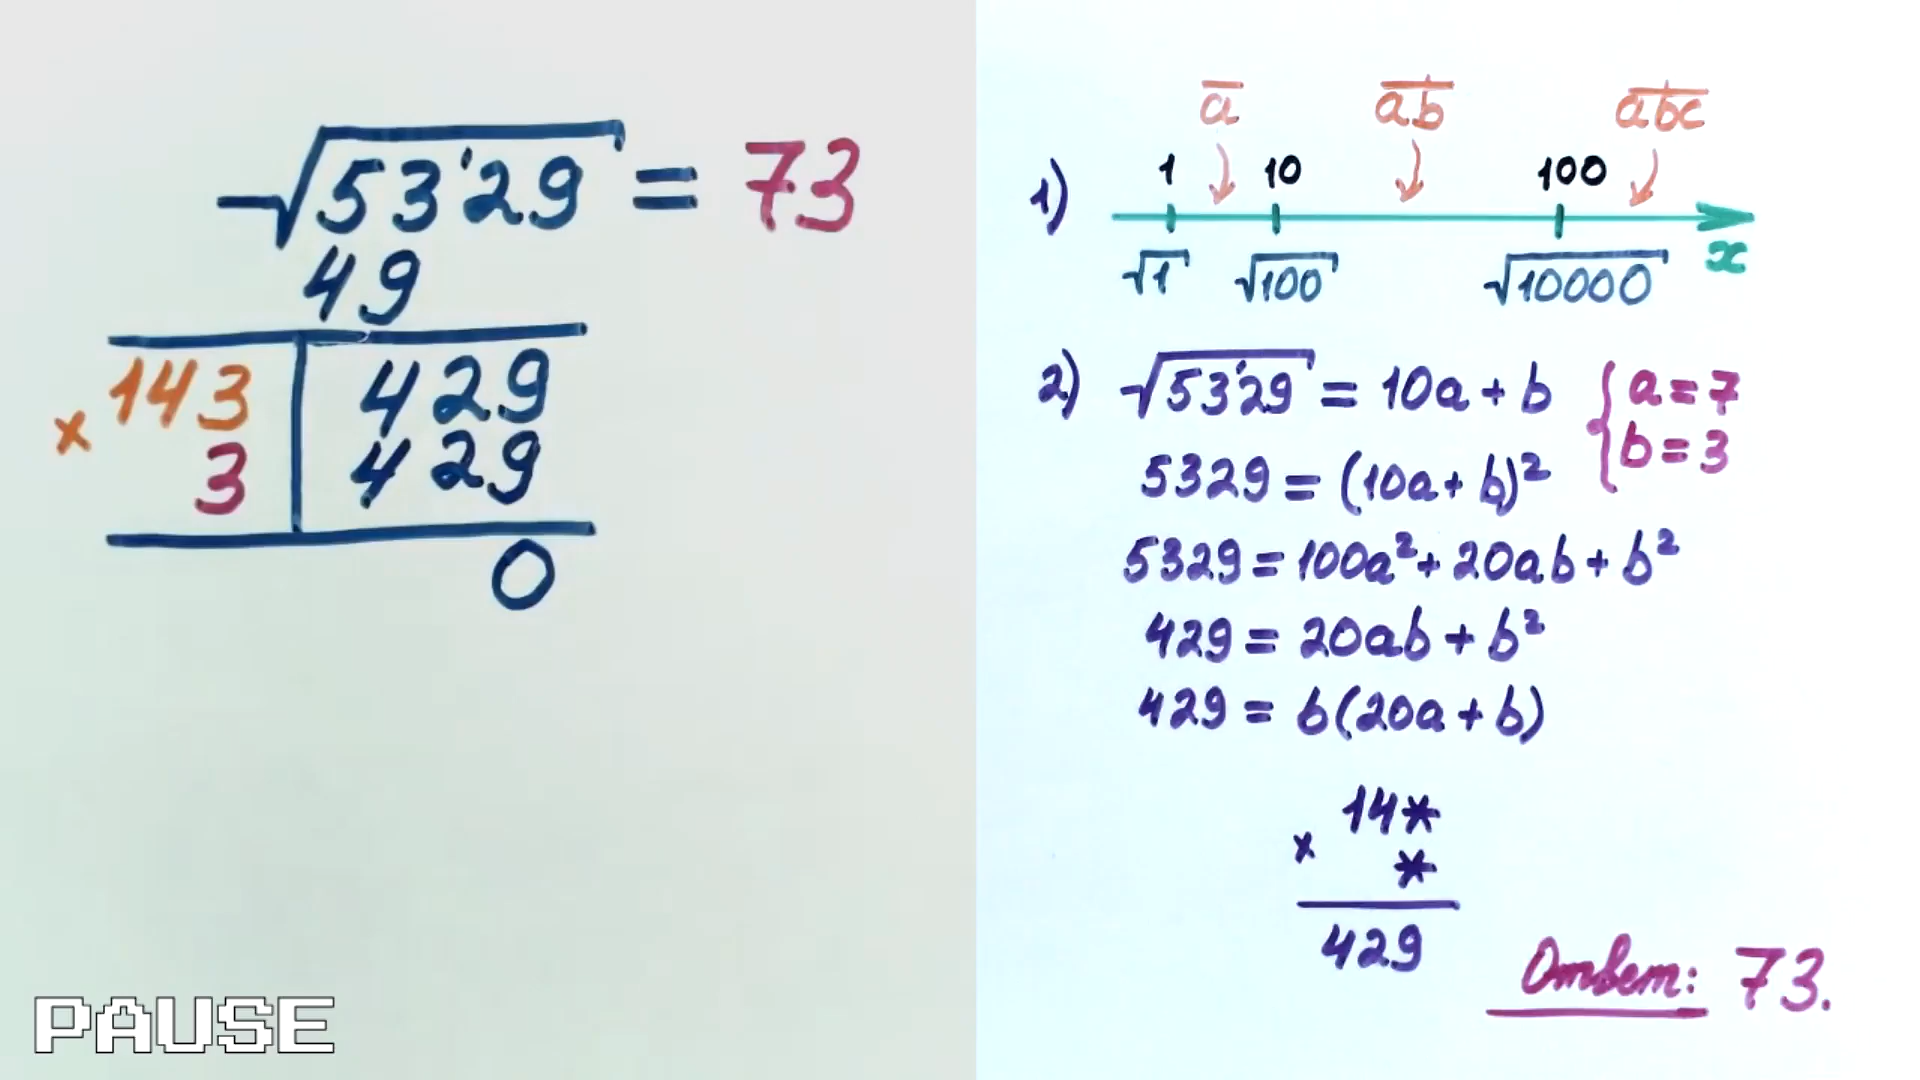 √53'29 = 73
49
143 | 429
× 3 | 429
0
a̅ a̅b̅ a̅b̅c̅
1) 1 10 100
√1 √100 √10000 x
2) √53'29 = 10a + b { a = 7
b = 3
5329 = (10a + b)²
5329 = 100a² + 20ab + b²
429 = 20ab + b²
429 = b(20a + b)
14*
× *
429
Ответ: 73.
PAUSE